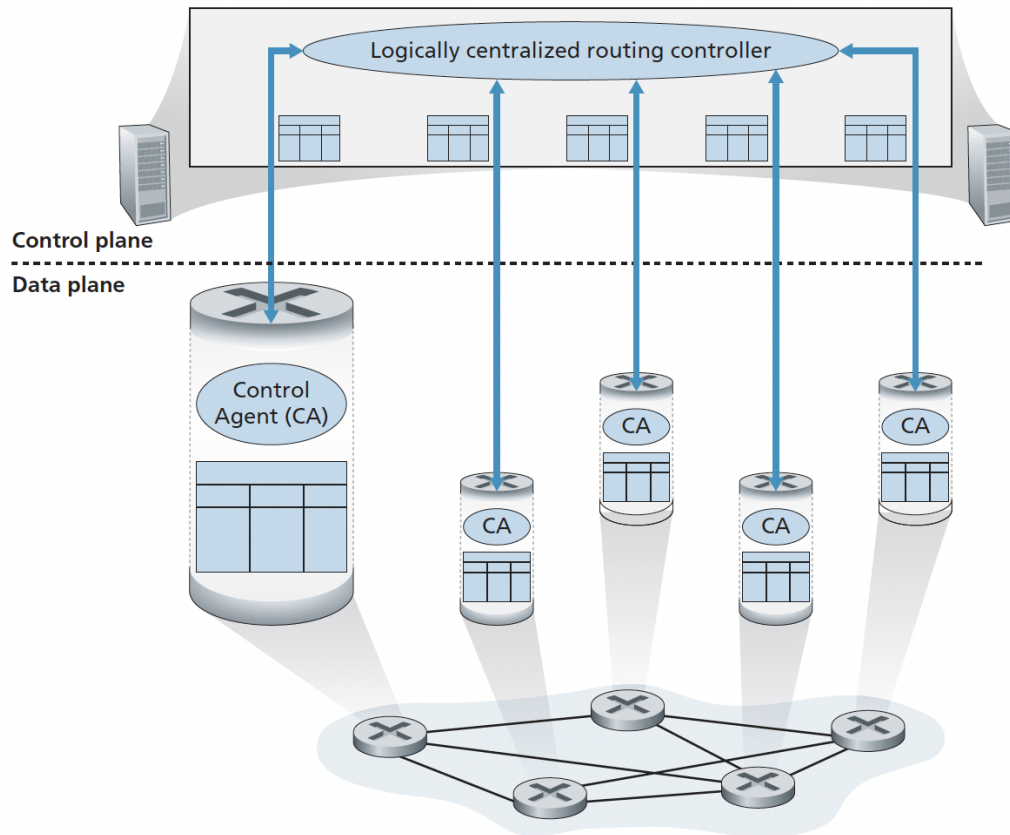 Logically centralized routing controller
Control plane
Data plane
Control
Agent (CA)
CA
CA
CA
CA